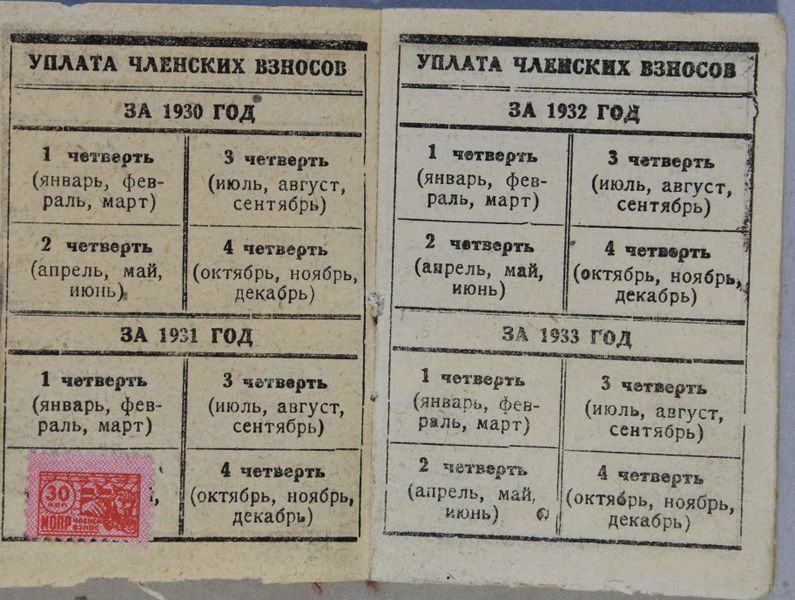 УПЛАТА ЧЛЕНСКИХ ВЗНОСОВ
ЗА 1930 ГОД
1 четверть
(январь, фев-
раль, март)
3 четверть
(июль, август,
сентябрь)
2 четверть
(апрель, май,
июнь)
4 четверть
(октябрь, ноябрь,
декабрь)
ЗА 1931 ГОД
1 четверть
(январь, фев-
раль, март)
3 четверть
(июль, август,
сентябрь)
30
КОП
МОПР
ЧЛЕНСК
ВЗНОС
4 четверть
(октябрь, ноябрь,
декабрь)
УПЛАТА ЧЛЕНСКИХ ВЗНОСОВ
ЗА 1932 ГОД
1 четверть
(январь, фев-
раль, март)
3 четверть
(июль, август,
сентябрь)
2 четверть
(апрель, май,
июнь)
4 четверть
(октябрь, ноябрь,
декабрь)
ЗА 1933 ГОД
1 четверть
(январь, фев-
раль, март)
3 четверть
(июль, август,
сентябрь)
2 четверть
(апрель, май,
июнь)
4 четверть
(октябрь, ноябрь,
декабрь)